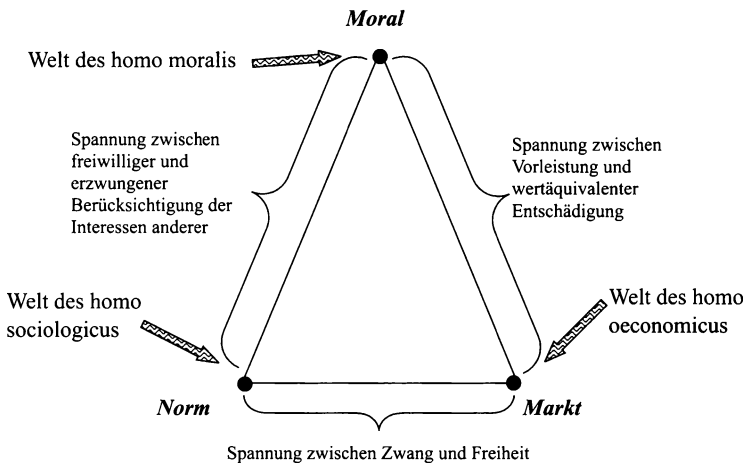 Moral
Welt des homo moralis
Spannung zwischen
freiwilliger und
erzwungener
Berücksichtigung der
Interessen anderer
Spannung zwischen
Vorleistung und
wertäquivalenter
Entschädigung
Welt des homo
sociologicus
Welt des homo
oeconomicus
Norm
Markt
Spannung zwischen Zwang und Freiheit